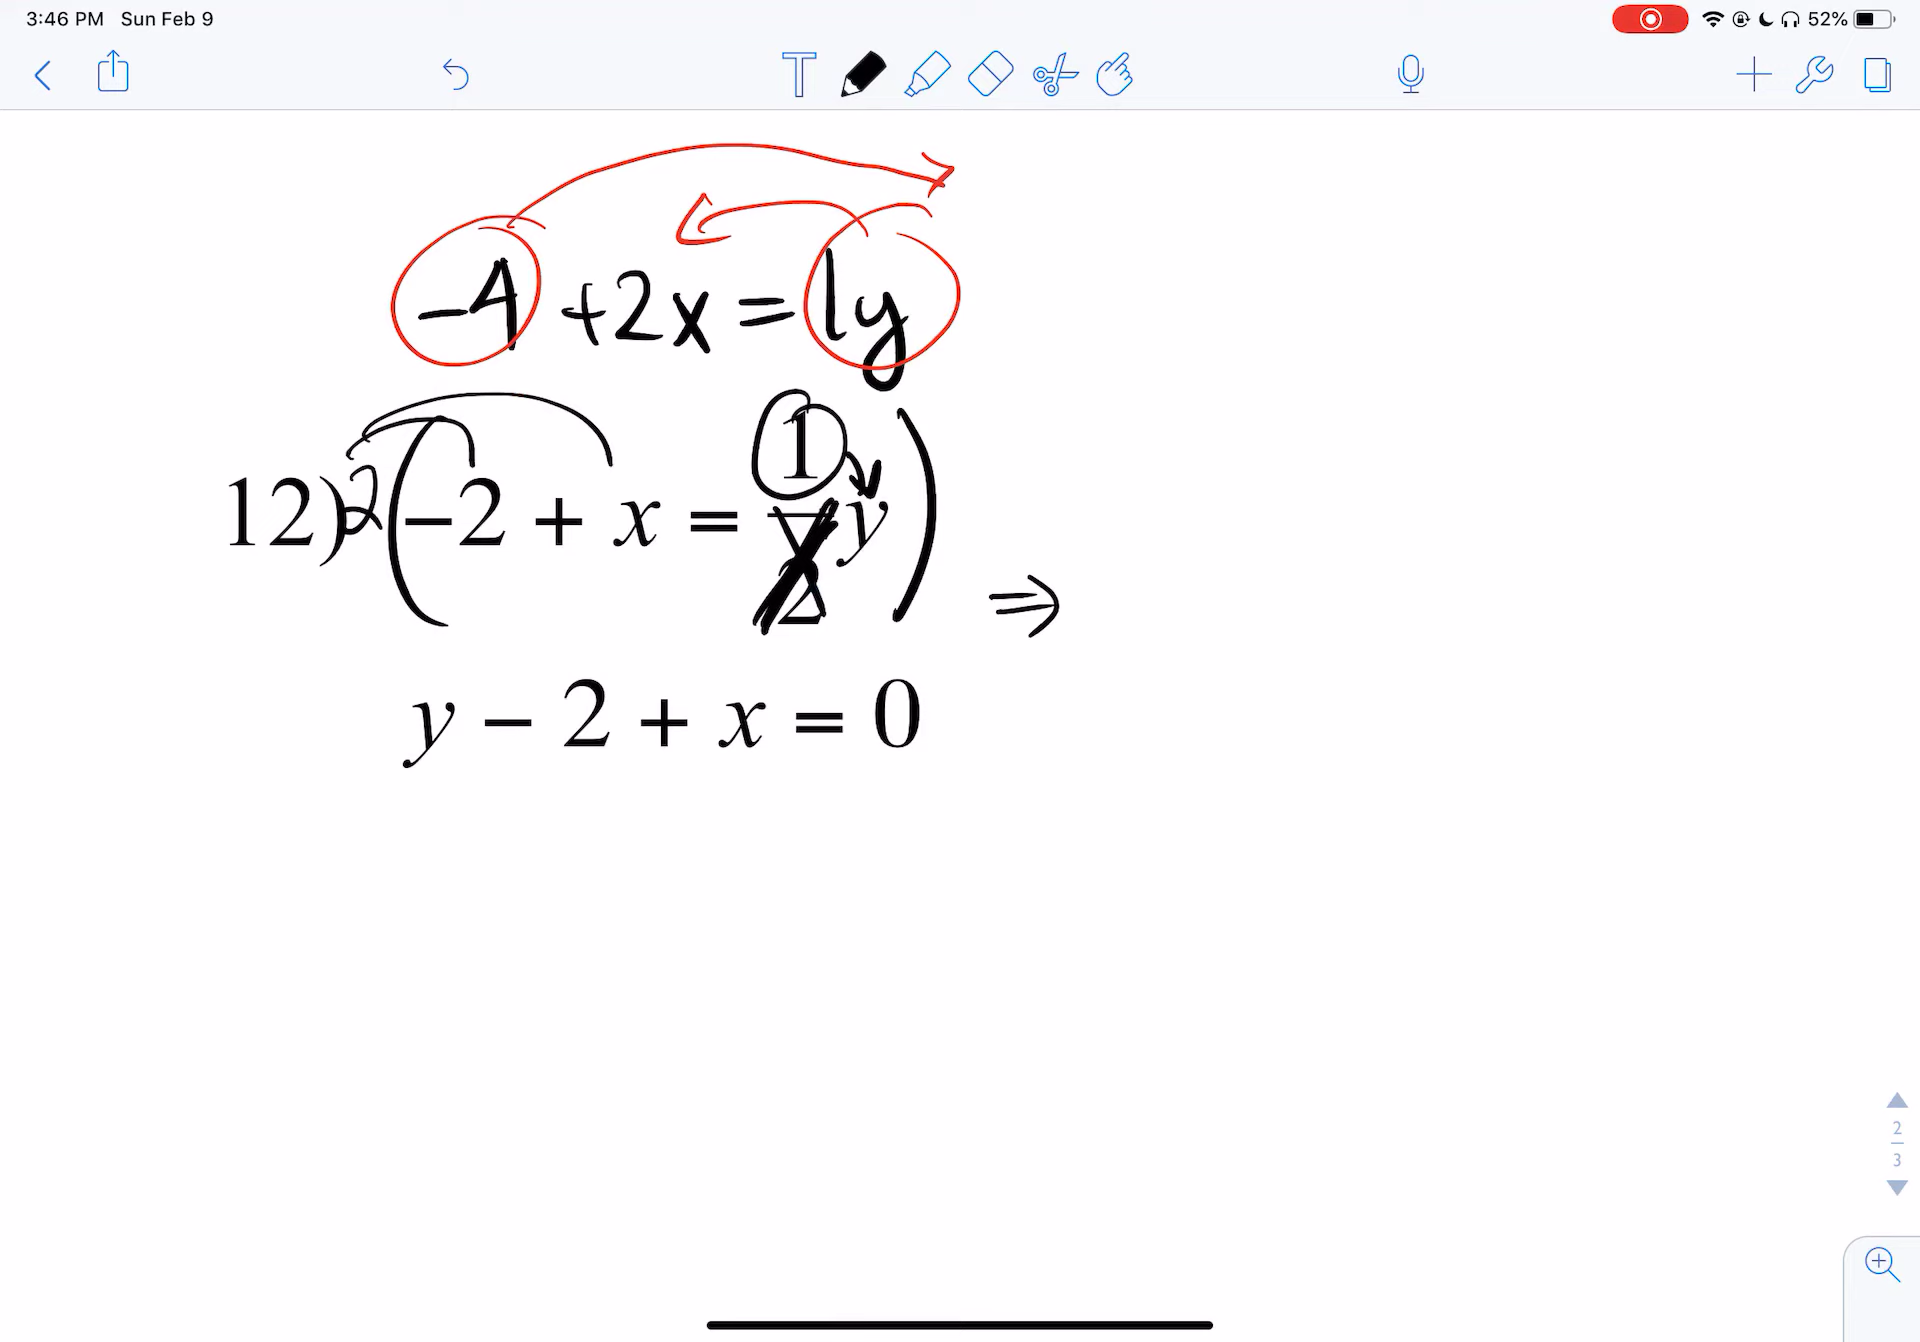 3:46 PM Sun Feb 9 52%
T
-4 +2x = 1y
12) 2(-2 + x = 1/2 y) ⇒
y - 2 + x = 0
2
3